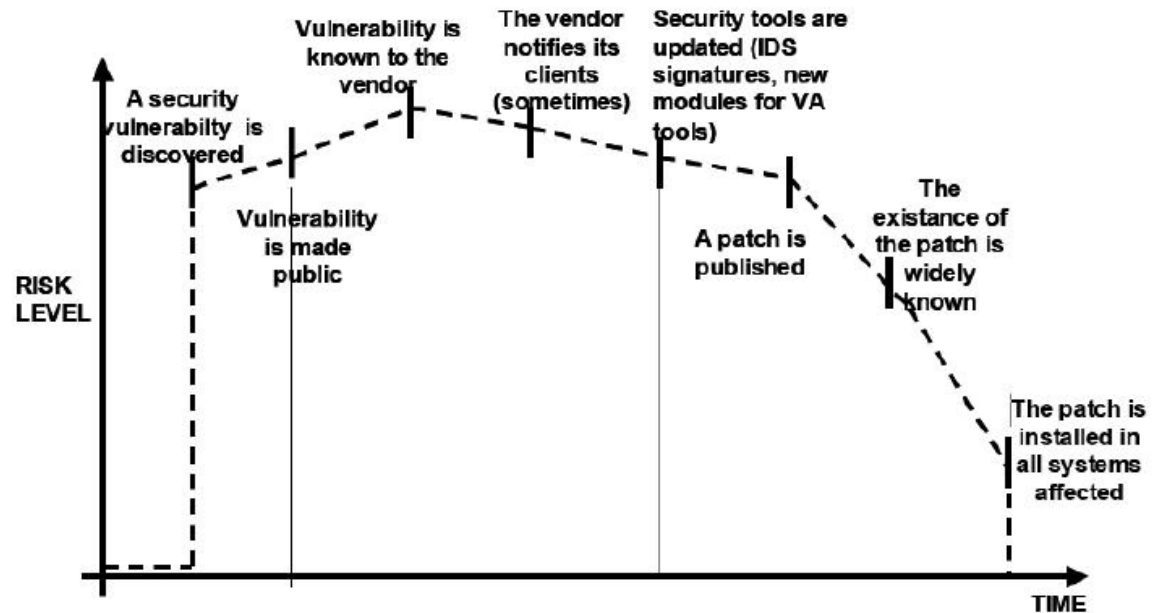 Vulnerability is
known to the
vendor
The vendor
notifies its
clients
(sometimes)
Security tools are
updated (IDS
signatures, new
modules for VA
tools)
A security
vulnerabilty is
discovered
Vulnerability
is made
public
A patch is
published
The
existance of
the patch is
widely
known
RISK
LEVEL
The patch is
installed in
all systems
affected
TIME